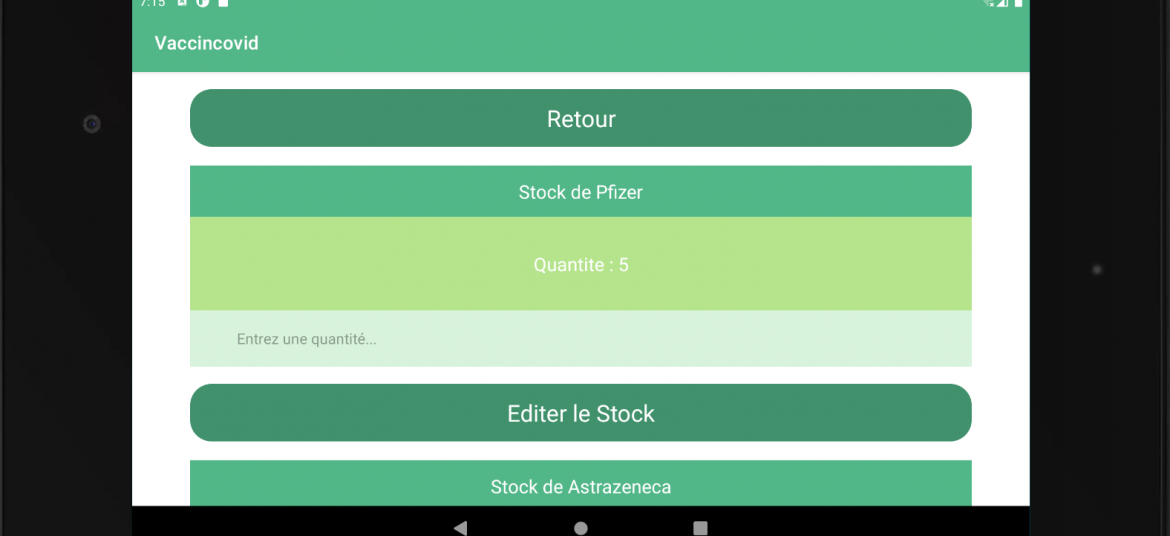 7:15
Vaccincovid
Retour
Stock de Pfizer
Quantite : 5
Entrez une quantité...
Editer le Stock
Stock de Astrazeneca